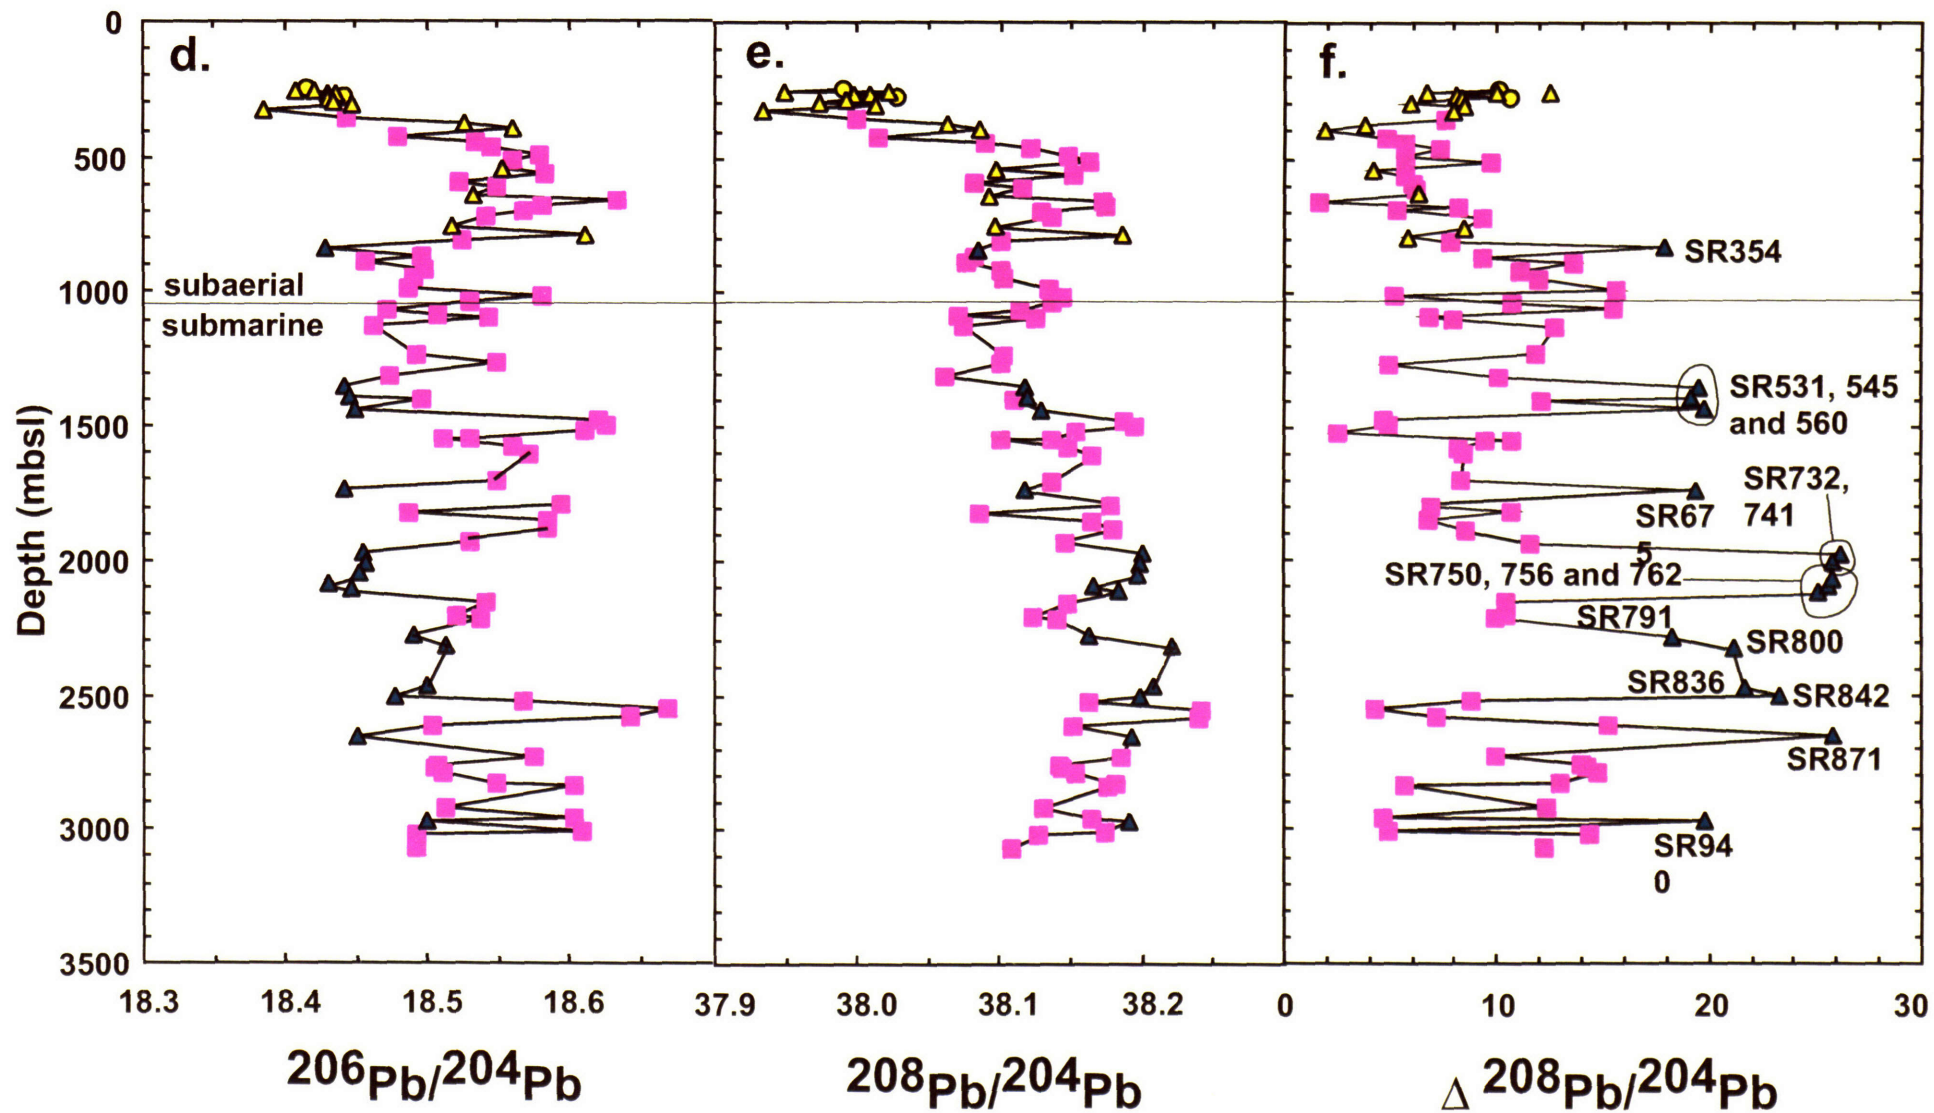 d.
e.
f.
0
500
1000
1500
2000
2500
3000
3500
Depth (mbsl)
subaerial
submarine
SR354
SR531, 545
and 560
SR732,
741
SR67
5
SR750, 756 and 762
SR791
SR800
SR836
SR842
SR871
SR94
0
18.3 18.4 18.5 18.6
37.9 38.0 38.1 38.2
0 10 20 30
206Pb/204Pb
208Pb/204Pb
△ 208Pb/204Pb